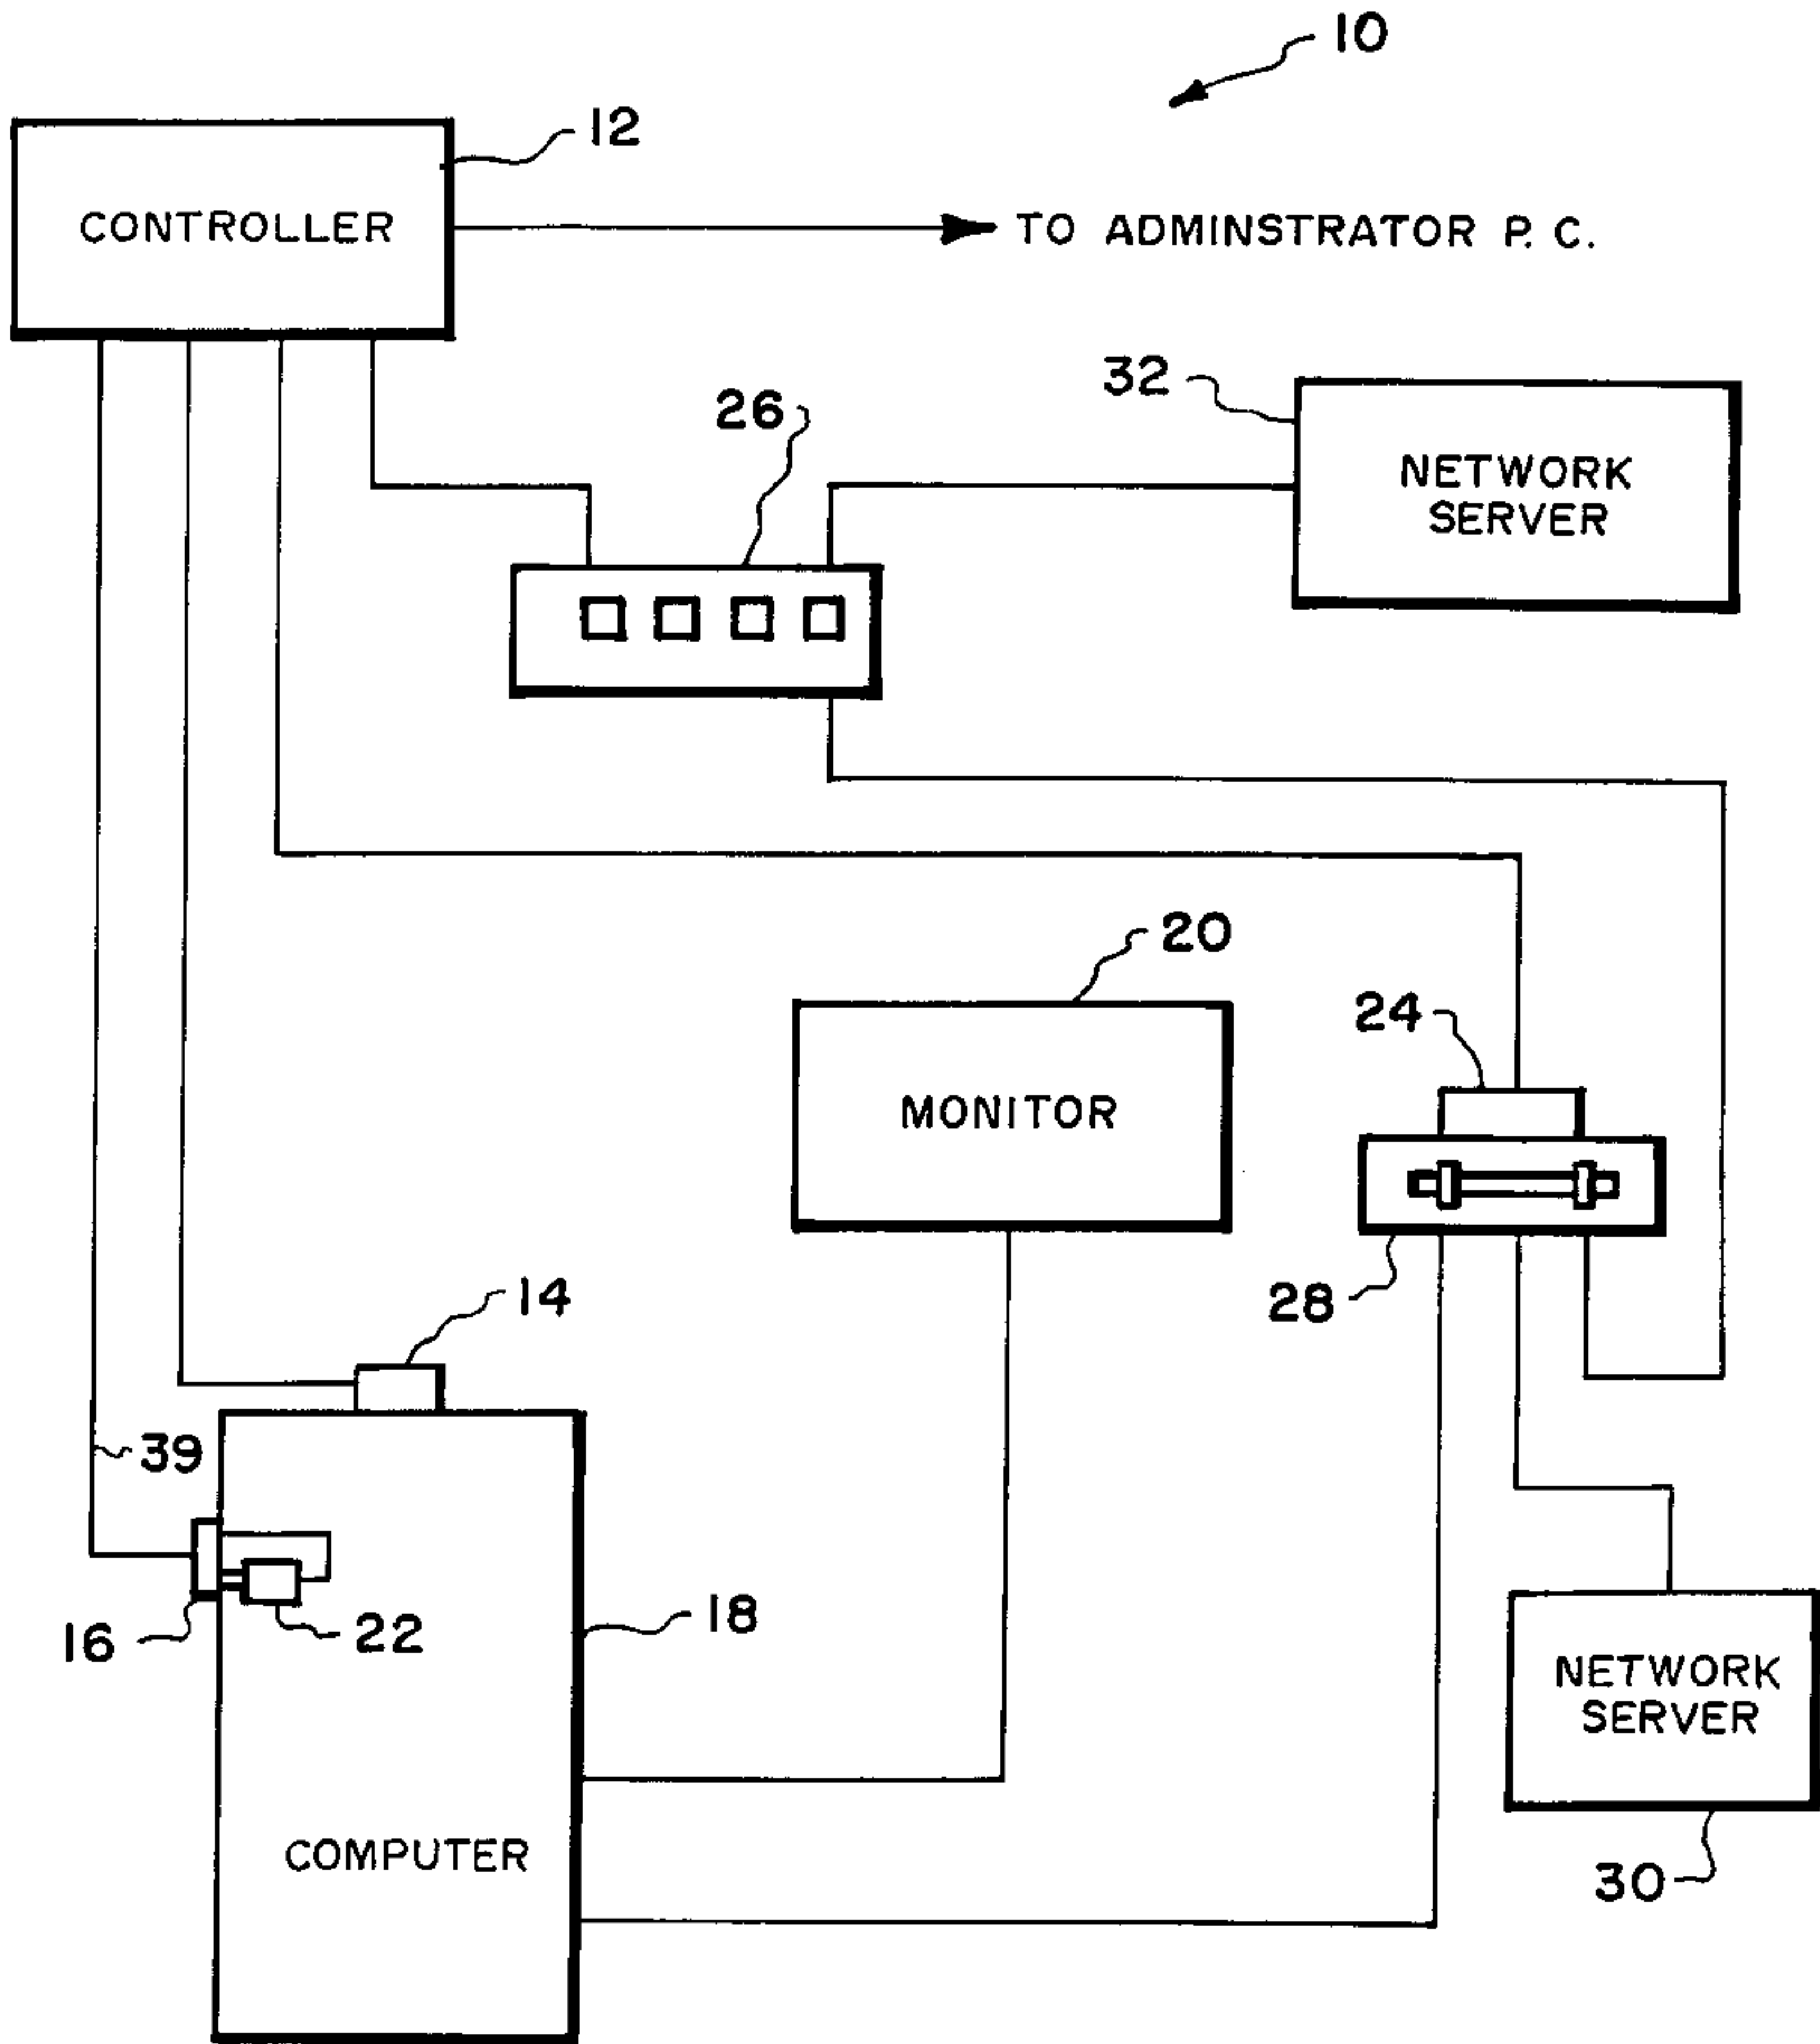 10
12
CONTROLLER
TO ADMINSTRATOR P. C.
32
26
NETWORK
SERVER
20
24
MONITOR
28
14
39
16
22
18
NETWORK
SERVER
COMPUTER
30